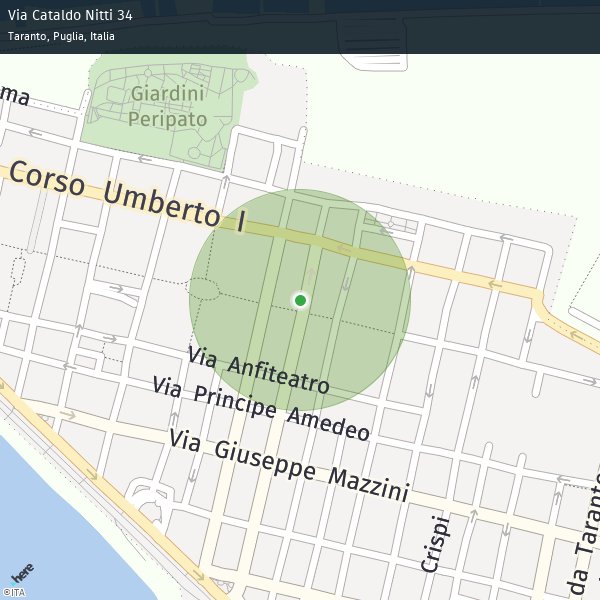 Via Cataldo Nitti 34
Taranto, Puglia, Italia
ma
Giardini
Peripato
Corso Umberto I
Via Anfiteatro
Via Principe Amedeo
Via Giuseppe Mazzini
Crispi
da Taranto
here
©ITA